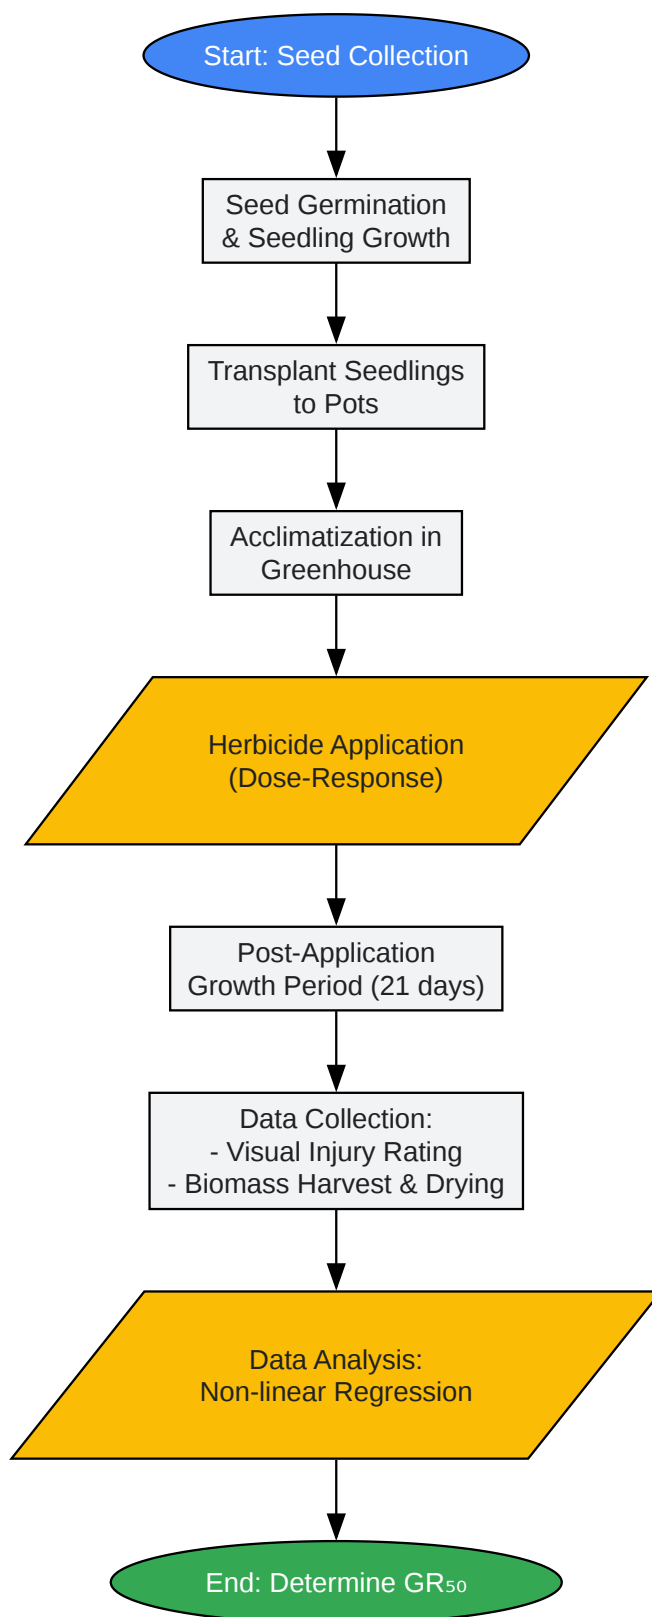 Start: Seed Collection
Seed Germination
& Seedling Growth
Transplant Seedlings
to Pots
Acclimatization in
Greenhouse
Herbicide Application
(Dose-Response)
Post-Application
Growth Period (21 days)
Data Collection:
- Visual Injury Rating
- Biomass Harvest & Drying
Data Analysis:
Non-linear Regression
End: Determine GR₅₀